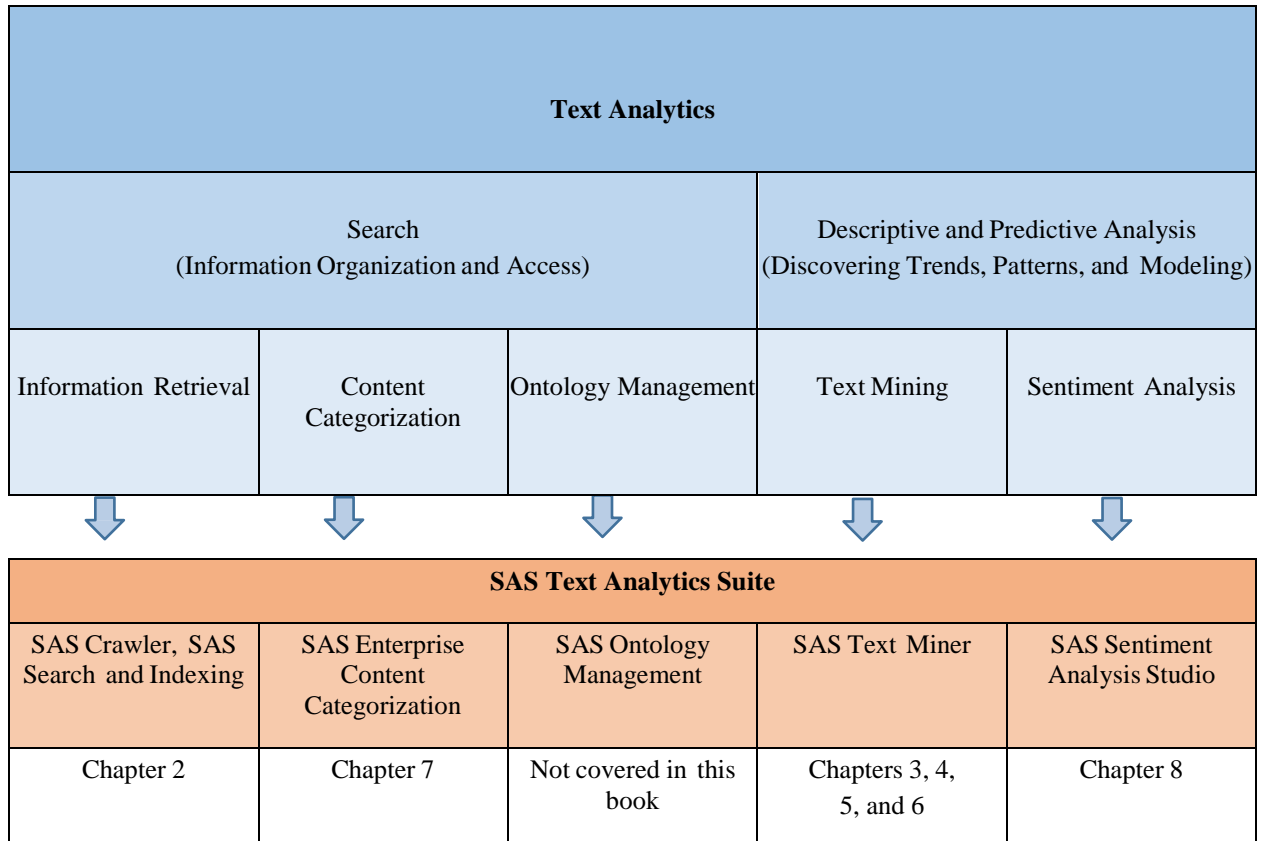 Text Analytics
Search
(Information Organization and Access)
Descriptive and Predictive Analysis
(Discovering Trends, Patterns, and Modeling)
Information Retrieval
Content
Categorization
Ontology Management
Text Mining
Sentiment Analysis
SAS Text Analytics Suite
SAS Crawler, SAS
Search and Indexing
SAS Enterprise
Content
Categorization
SAS Ontology
Management
SAS Text Miner
SAS Sentiment
Analysis Studio
Chapter 2
Chapter 7
Not covered in this
book
Chapters 3, 4,
5, and 6
Chapter 8